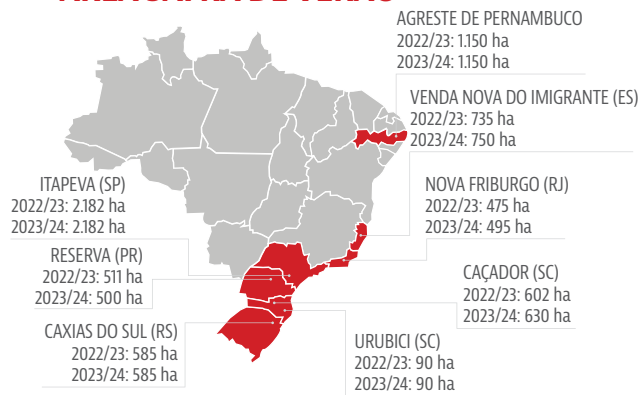 AGRESTE DE PERNAMBUCO
2022/23: 1.150 ha
2023/24: 1.150 ha
VENDA NOVA DO IMIGRANTE (ES)
2022/23: 735 ha
2023/24: 750 ha
ITAPEVA (SP)
2022/23: 2.182 ha
2023/24: 2.182 ha
NOVA FRIBURGO (RJ)
2022/23: 475 ha
2023/24: 495 ha
RESERVA (PR)
2022/23: 511 ha
2023/24: 500 ha
CAÇADOR (SC)
2022/23: 602 ha
2023/24: 630 ha
CAXIAS DO SUL (RS)
2022/23: 585 ha
2023/24: 585 ha
URUBICI (SC)
2022/23: 90 ha
2023/24: 90 ha